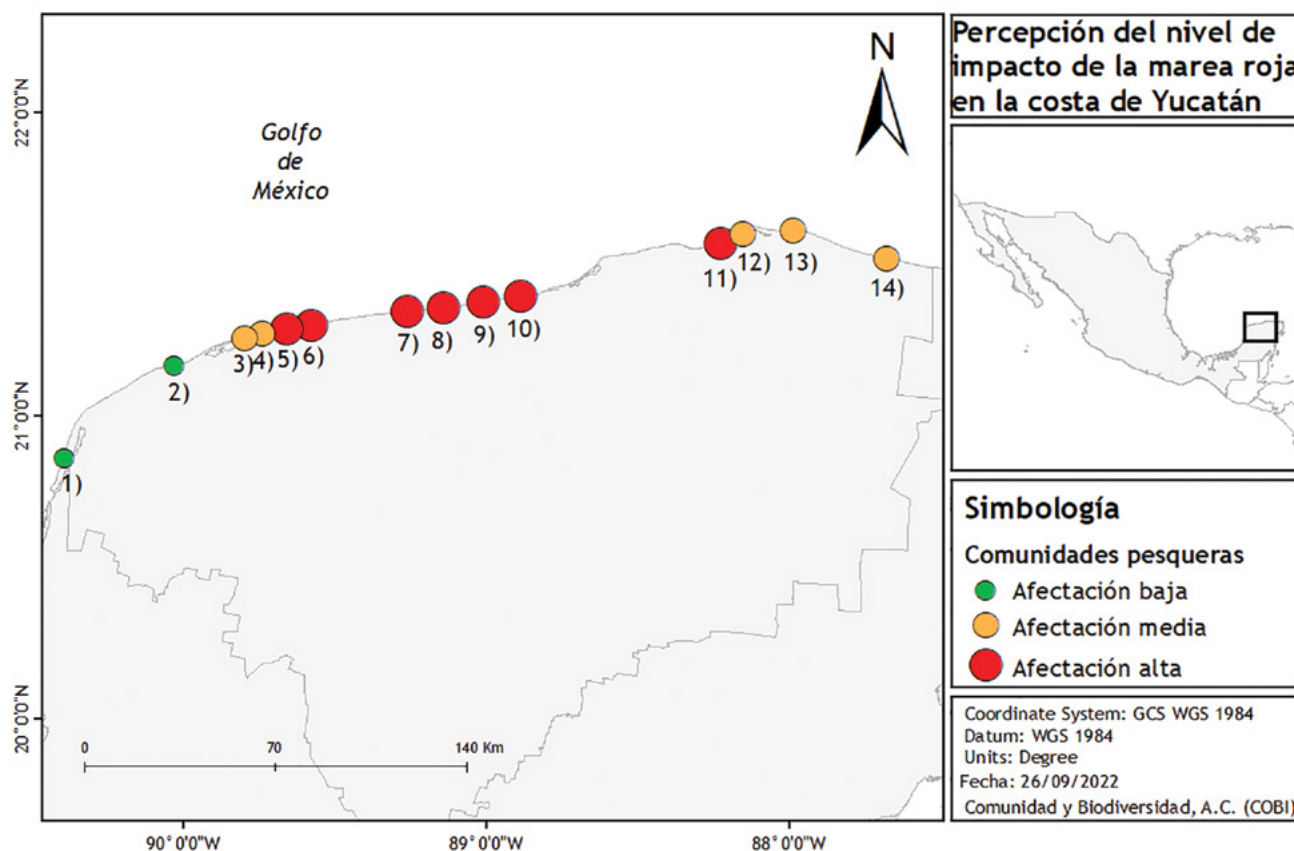 Percepción del nivel de
impacto de la marea roja
en la costa de Yucatán
N
Golfo
de
México
22°0'0"N
21°0'0"N
20°0'0"N
1)
2)
3)
4)
5)
6)
7)
8)
9)
10)
11)
12)
13)
14)
0 70 140 Km
90°0'0"W 89°0'0"W 88°0'0"W
Simbología
Comunidades pesqueras
Afectación baja
Afectación media
Afectación alta
Coordinate System: GCS WGS 1984
Datum: WGS 1984
Units: Degree
Fecha: 26/09/2022
Comunidad y Biodiversidad, A.C. (COBI)